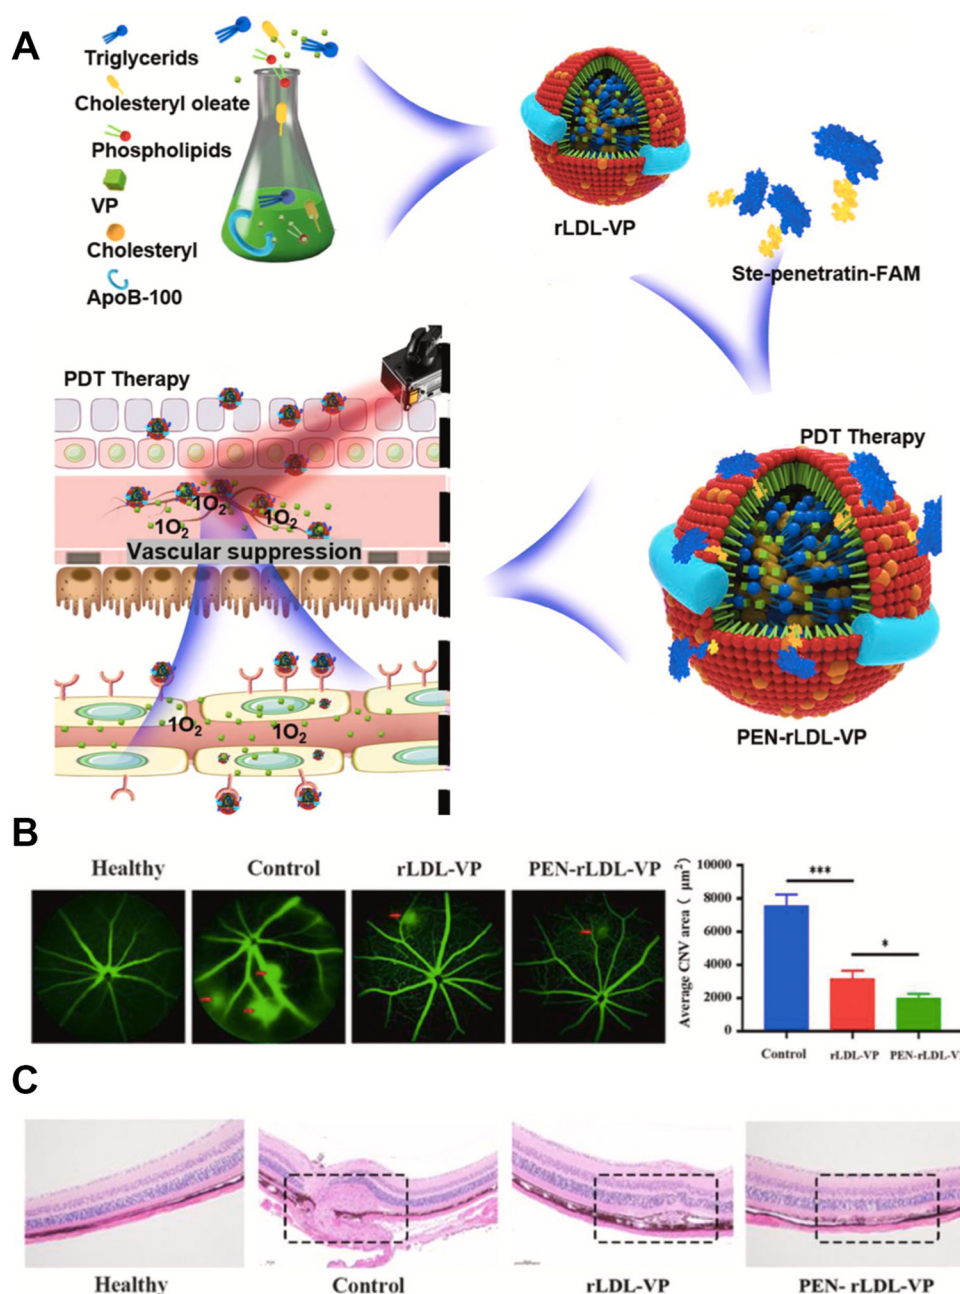 A
Triglycerids
Cholesteryl oleate
Phospholipids
VP
Cholesteryl
ApoB-100
rLDL-VP
Ste-penetratin-FAM
PDT Therapy
1O2
1O2
1O2
Vascular suppression
1O2
1O2
PDT Therapy
PEN-rLDL-VP
B
Healthy
Control
rLDL-VP
PEN-rLDL-VP
Average CNV area ( μm²)
10000
8000
6000
4000
2000
0
***
*
Control
rLDL-VP
PEN-rLDL-V
C
Healthy
Control
rLDL-VP
PEN- rLDL-VP